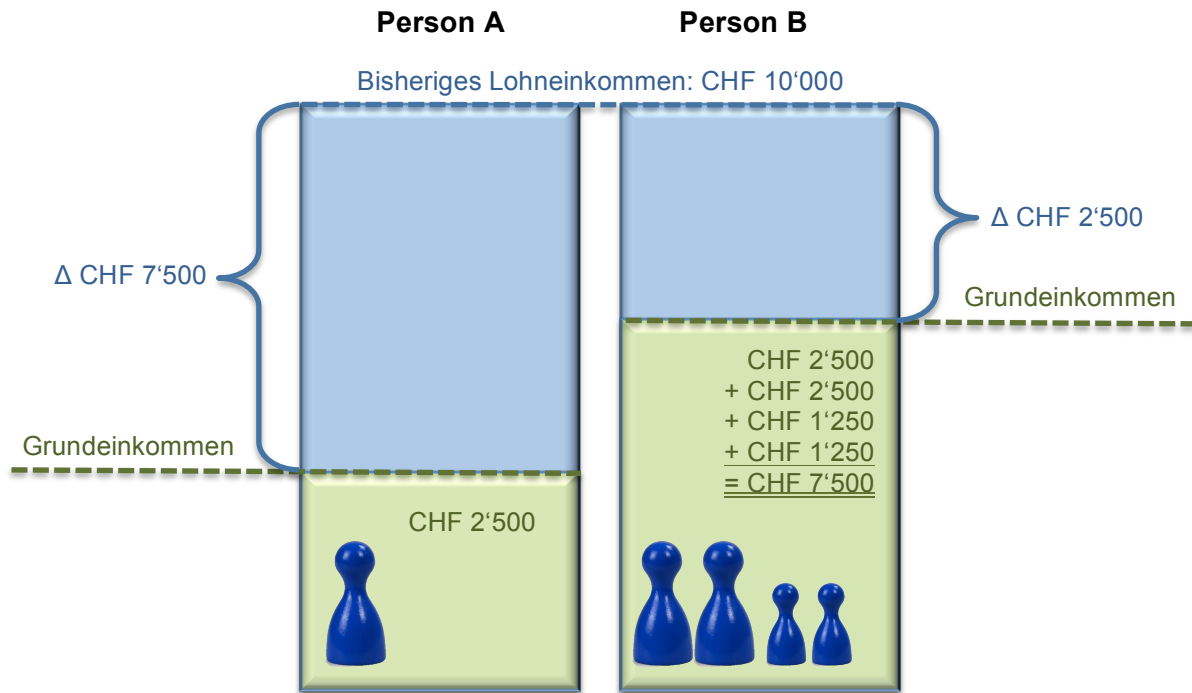 Person A
Person B
Bisheriges Lohneinkommen: CHF 10‘000
Δ CHF 7‘500
Δ CHF 2‘500
Grundeinkommen
CHF 2‘500
+ CHF 2‘500
+ CHF 1‘250
+ CHF 1‘250
= CHF 7‘500
Grundeinkommen
CHF 2‘500